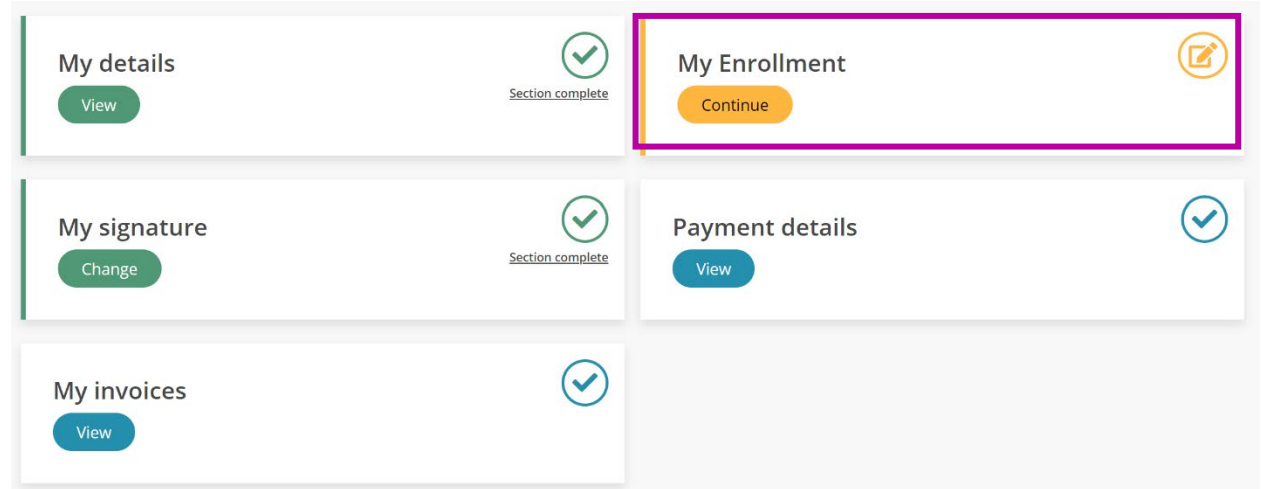 My details
View
Section complete
My Enrollment
Continue
My signature
Change
Section complete
Payment details
View
My invoices
View